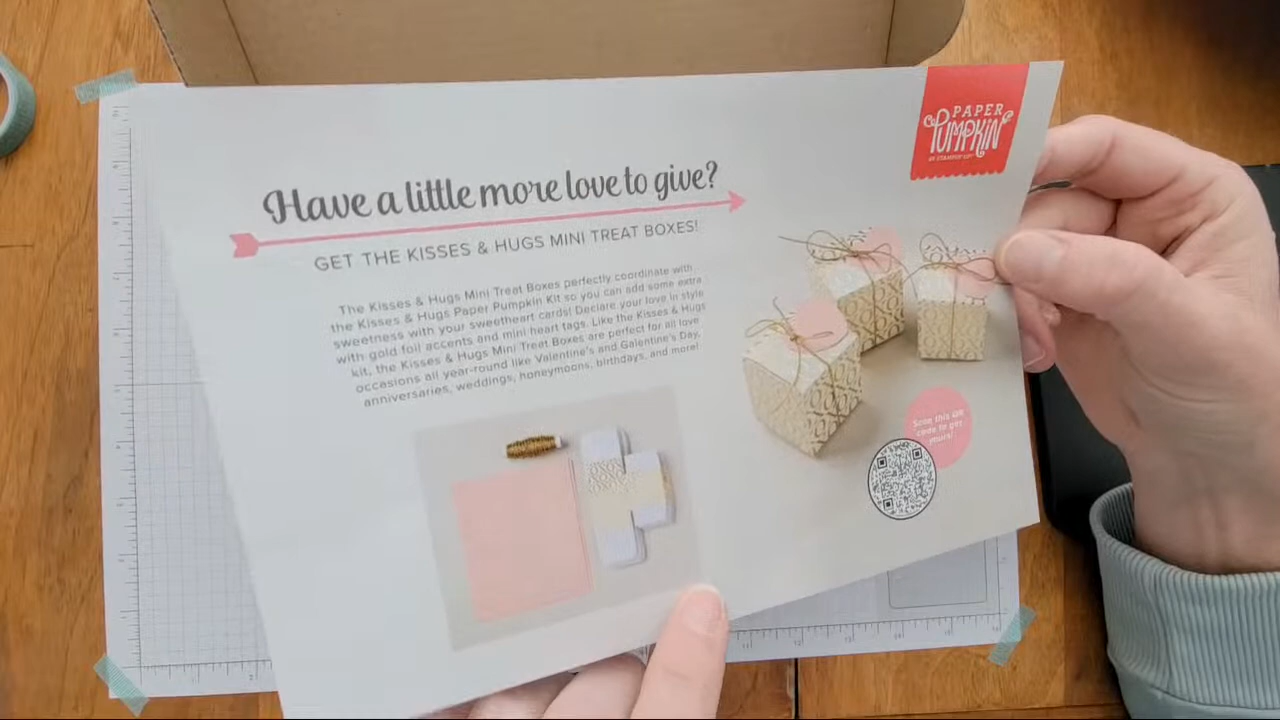 PAPER
PUMPKIN
BY STAMPIN' UP!
Have a little more love to give?
GET THE KISSES & HUGS MINI TREAT BOXES!
The Kisses & Hugs Mini Treat Boxes perfectly coordinate with
the Kisses & Hugs Paper Pumpkin Kit so you can add some extra
sweetness with your sweetheart cards! Declare your love in style
with gold foil accents and mini heart tags. Like the Kisses & Hugs
kit, the Kisses & Hugs Mini Treat Boxes are perfect for all love
occasions all year-round like Valentine's and Galentine's Day,
anniversaries, weddings, honeymoons, birthdays, and more!
Scan this QR
code to get
yours!